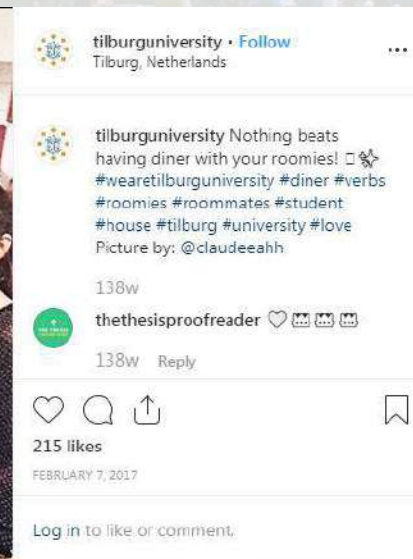 tilburguniversity • Follow
Tilburg, Netherlands
tilburguniversity Nothing beats
having diner with your roomies!
#wearetilburguniversity #diner #verbs
#roomies #roommates #student
#house #tilburg #university #love
Picture by: @claudeeahh
138w
thethesisproofreader
138w Reply
215 likes
FEBRUARY 7, 2017
Log in to like or comment.